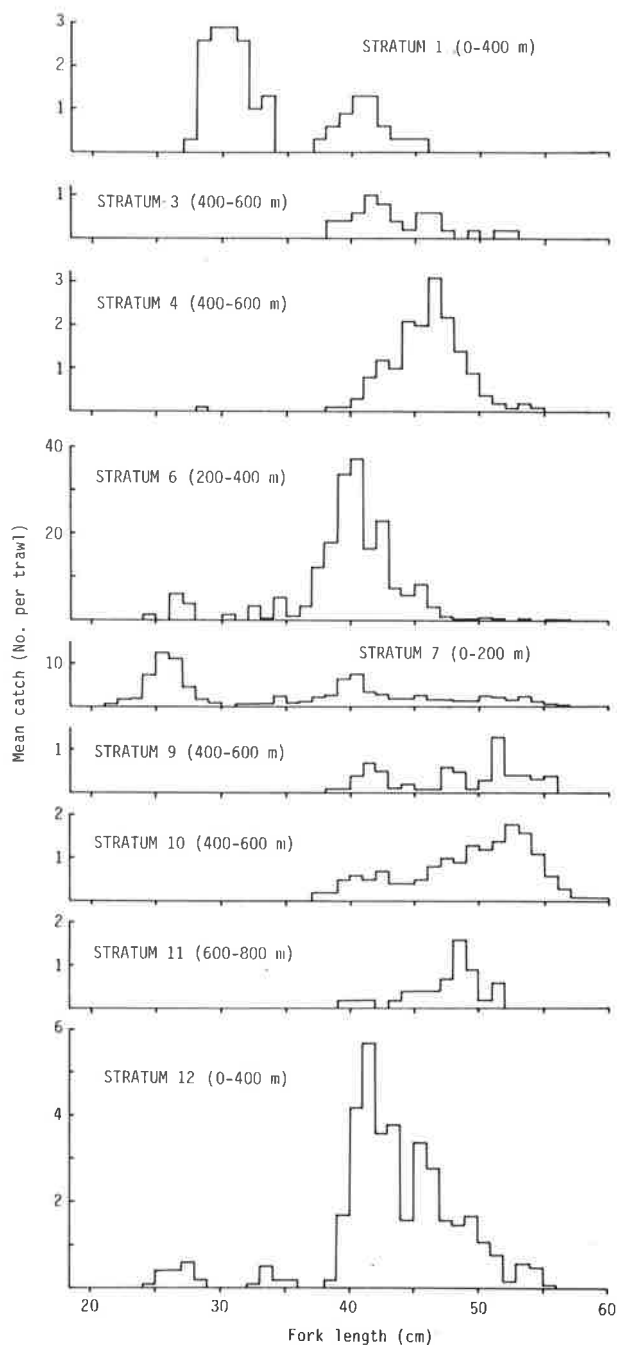 3
STRATUM 1 (0-400 m)
2
1
1
STRATUM 3 (400-600 m)
3
STRATUM 4 (400-600 m)
2
1
40
STRATUM 6 (200-400 m)
20
Mean catch (No. per trawl)
STRATUM 7 (0-200 m)
10
1
STRATUM 9 (400-600 m)
2
STRATUM 10 (400-600 m)
1
2
STRATUM 11 (600-800 m)
1
6
STRATUM 12 (0-400 m)
4
2
20 30 40 50 60
Fork length (cm)